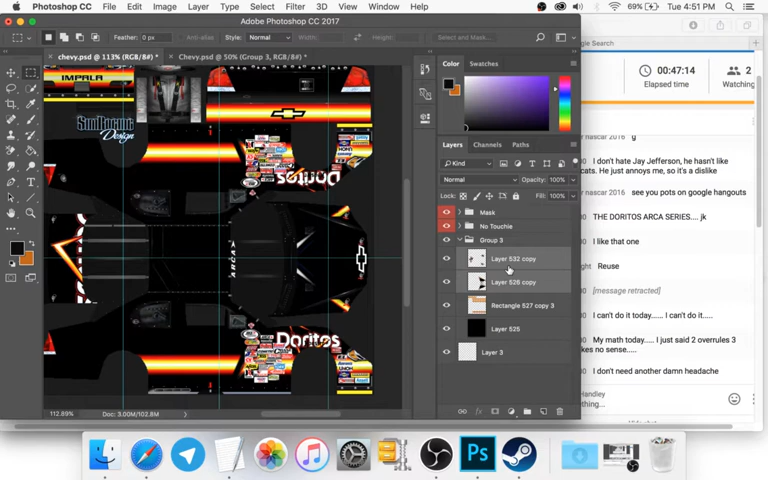 Photoshop CC File Edit Image Layer Type Select Filter 3D View Window Help 69% Tue 4:51 PM
Adobe Photoshop CC 2017
Feather: 0 px Anti-alias Style: Normal Width: Height: Select and Mask...
chevy.psd @ 113% (RGB/8#) * Chevy.psd @ 50% (Group 3, RGB/8#) *
IMPALA
SimRacing
Design
Doritos
ARCA
Doritos
112.89% Doc: 3.00M/102.8M
Color Swatches
Layers Channels Paths
Kind
Normal Opacity: 100%
Lock: Fill: 100%
Mask
No Touchie
Group 3
Layer 532 copy
Layer 526 copy
Rectangle 527 copy 3
Layer 525
Layer 3
Search
00:47:14
Elapsed time
2
Watching
nascar 2016
I don't hate Jay Jefferson, he hasn't like
cats. He just annoys me, so it's a dislike
see you pots on google hangouts
THE DORITOS ARCA SERIES.... jk
I like that one
Reuse
[message retracted]
I can't do it today...... I can't do it.....
My math today..... I just said 2 overrules 3
kes no sense.....
I don't need another damn headache
Handley
Ps